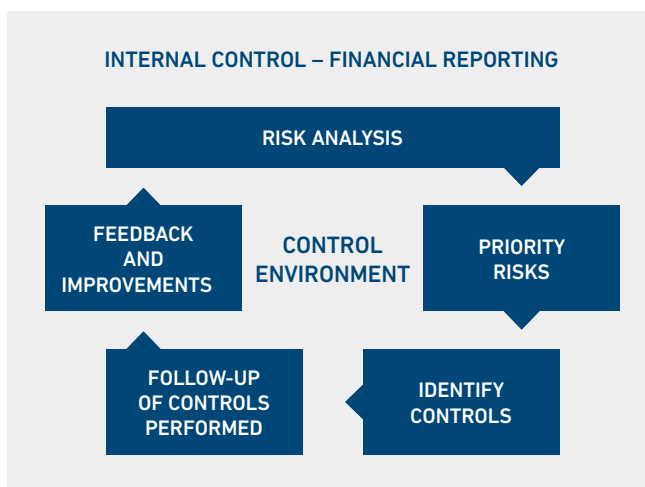 INTERNAL CONTROL – FINANCIAL REPORTING
RISK ANALYSIS
FEEDBACK
AND
IMPROVEMENTS
CONTROL
ENVIRONMENT
PRIORITY
RISKS
FOLLOW-UP
OF CONTROLS
PERFORMED
IDENTIFY
CONTROLS